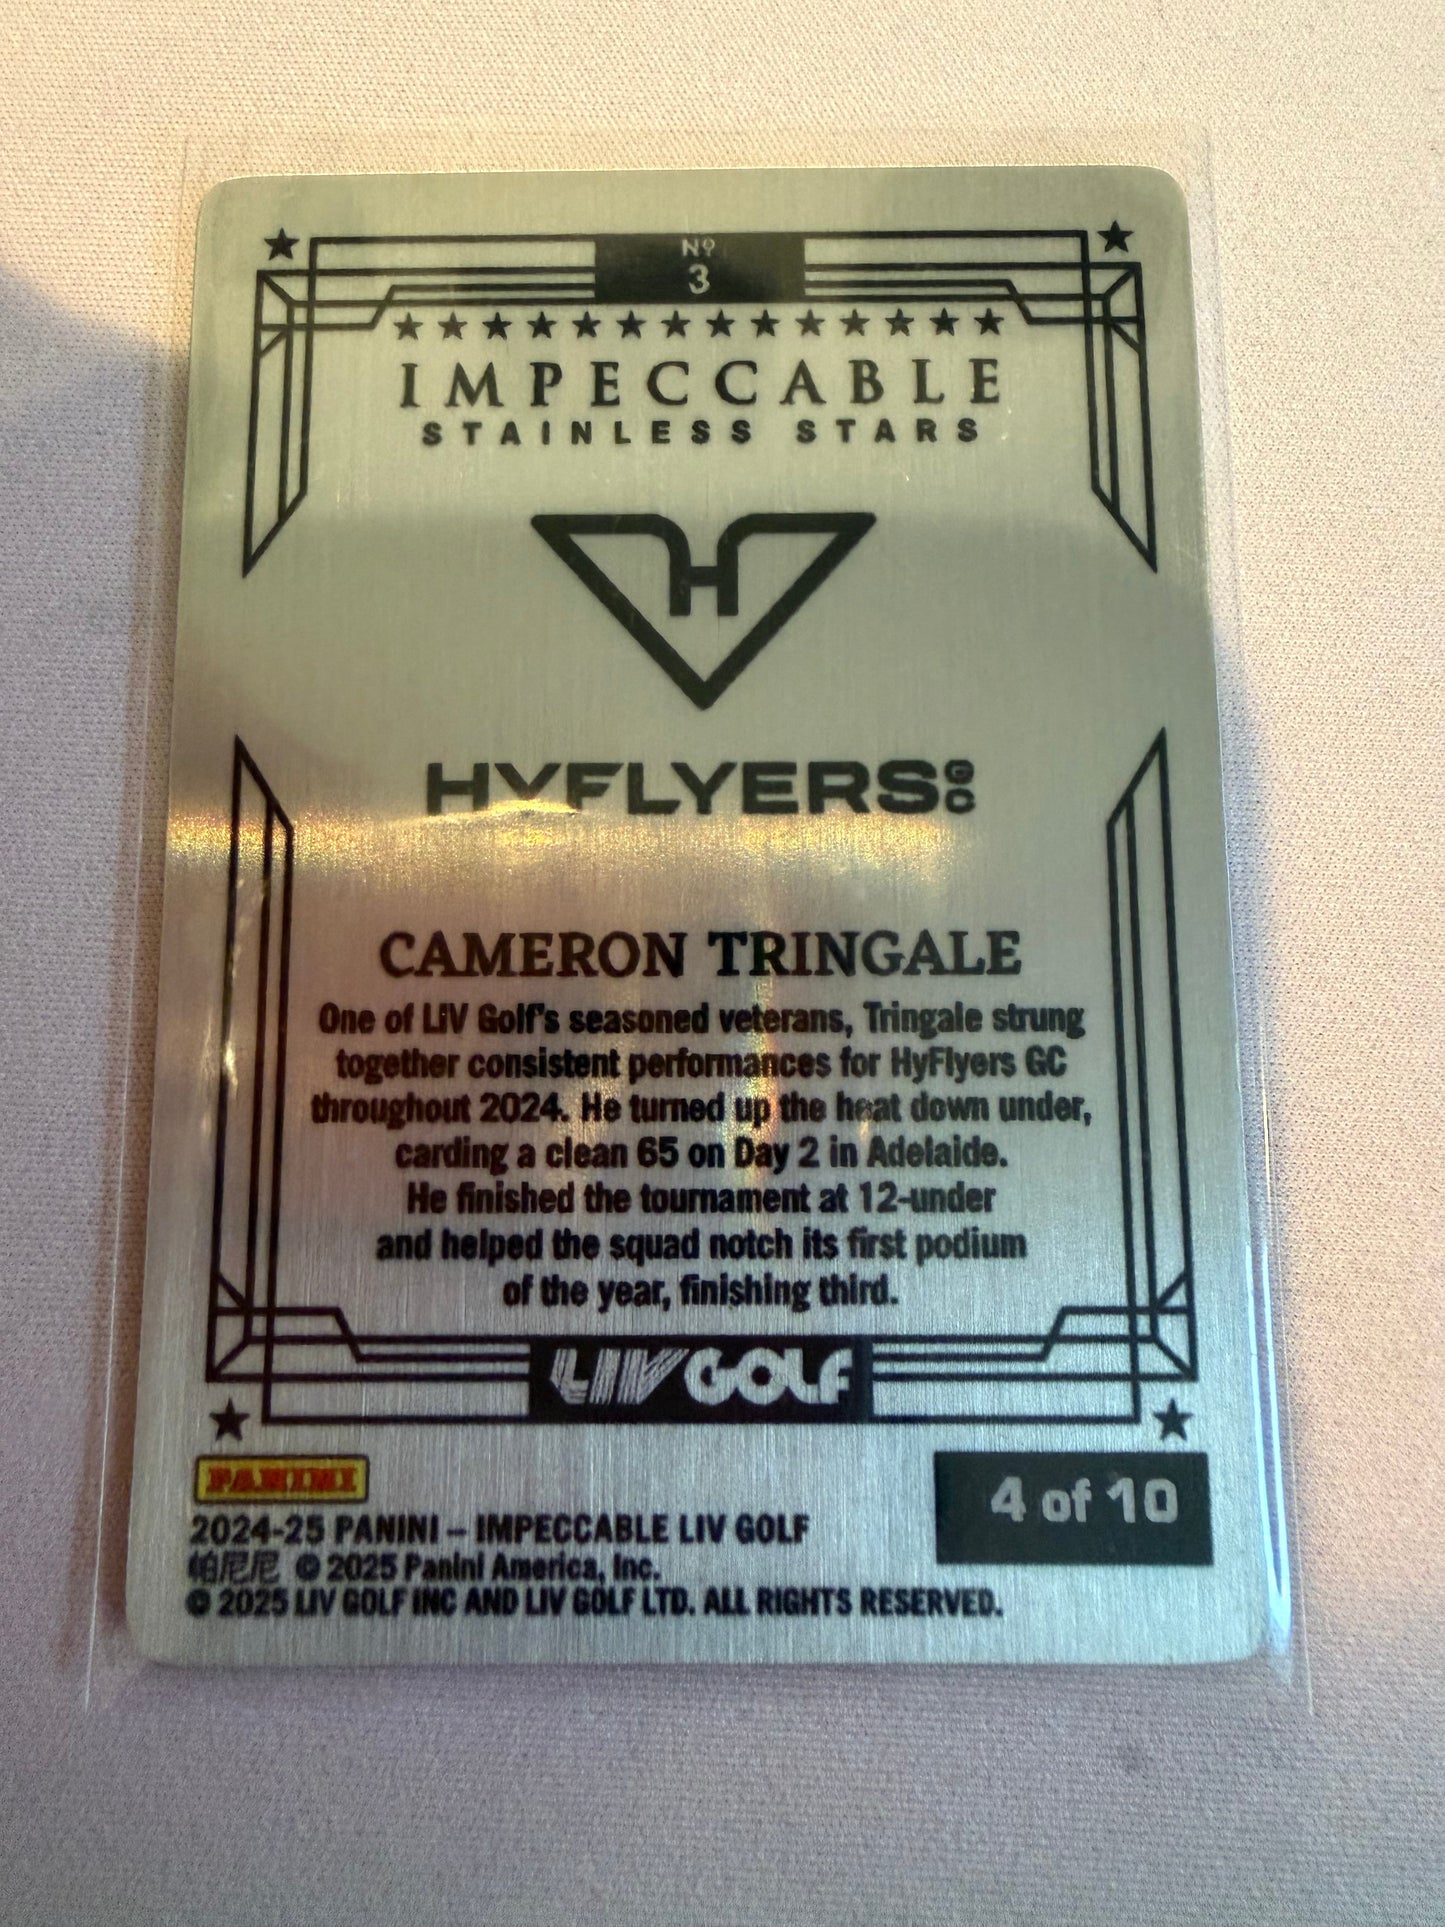 Nº
3
IMPECCABLE
STAINLESS STARS
H
HYFLYERS GC
CAMERON TRINGALE
One of LIV Golf's seasoned veterans, Tringale strung
together consistent performances for HyFlyers GC
throughout 2024. He turned up the heat down under,
carding a clean 65 on Day 2 in Adelaide.
He finished the tournament at 12-under
and helped the squad notch its first podium
of the year, finishing third.
LIV GOLF
PANINI
4 of 10
2024-25 PANINI – IMPECCABLE LIV GOLF
帕尼尼 © 2025 Panini America, Inc.
© 2025 LIV GOLF INC AND LIV GOLF LTD. ALL RIGHTS RESERVED.